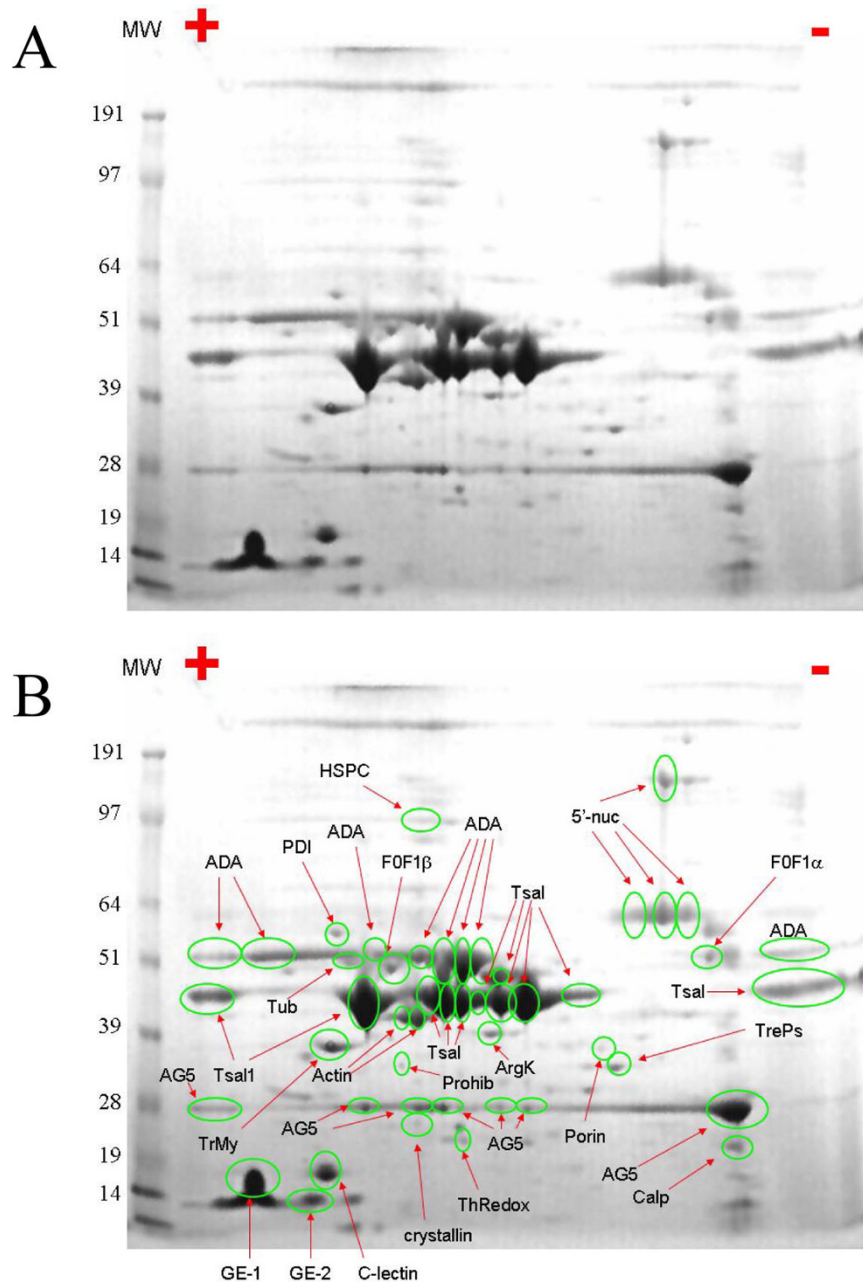 A
MW + -
191
97
64
51
39
28
19
14
B
MW + -
191
HSPC
97
5'-nuc
ADA
ADA
PDI
ADA
F0F1β
F0F1α
64
Tsal
ADA
51
Tub
Tsal
39
TrePs
Tsal1
Actin
Tsal
ArgK
AG5
Prohib
28
TrMy
AG5
AG5
Porin
AG5
19
Calp
14
ThRedox
crystallin
GE-1
GE-2
C-lectin